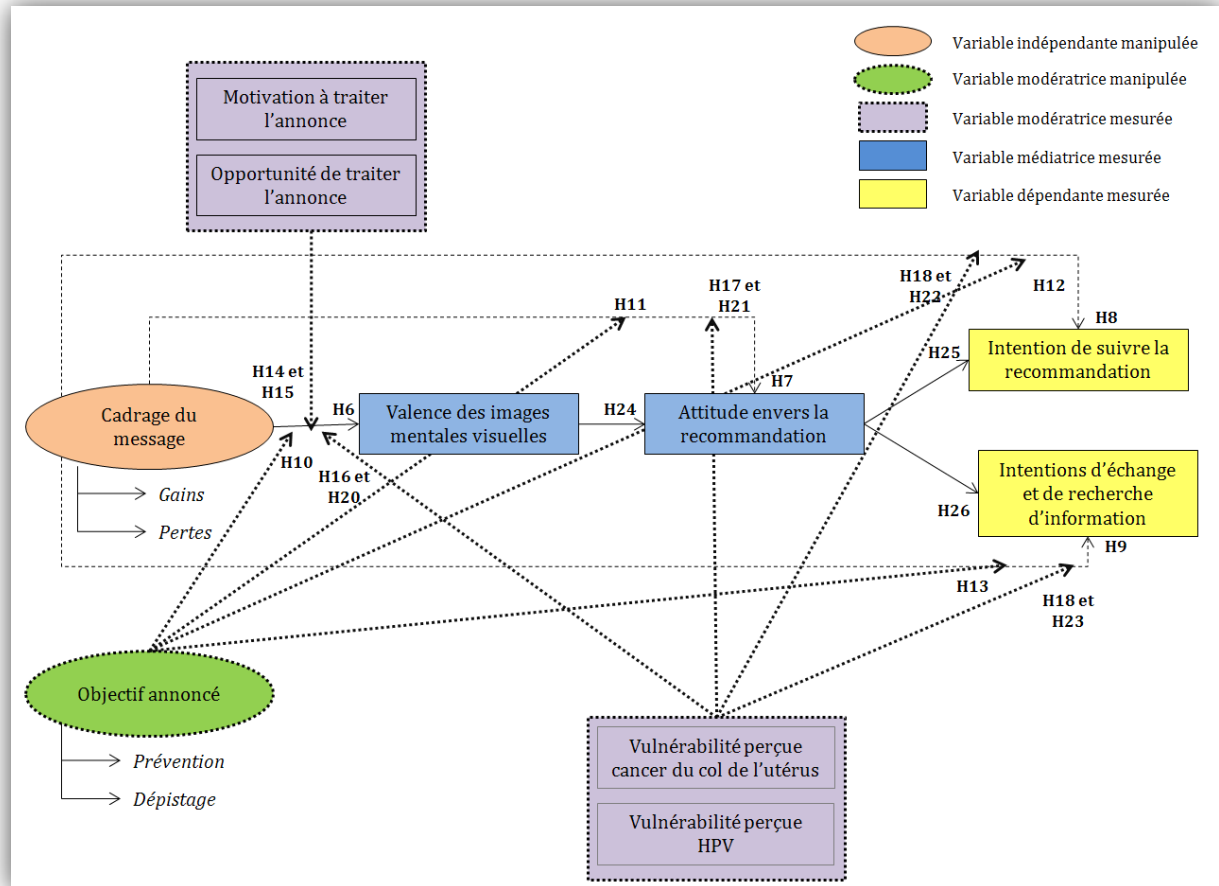 Variable indépendante manipulée
Variable modératrice manipulée
Variable modératrice mesurée
Variable médiatrice mesurée
Variable dépendante mesurée
Motivation à traiter
l’annonce
Opportunité de traiter
l’annonce
H17 et
H21
H18 et
H22
H12
H11
H8
H14 et
H15
H7
H25
Intention de suivre la
recommandation
H6
H24
Cadrage du
message
Valence des images
mentales visuelles
Attitude envers la
recommandation
H10
H16 et
H20
Gains
Pertes
Intentions d’échange
et de recherche
d’information
H26
H9
H13
H18 et
H23
Objectif annoncé
Prévention
Dépistage
Vulnérabilité perçue
cancer du col de l’utérus
Vulnérabilité perçue
HPV